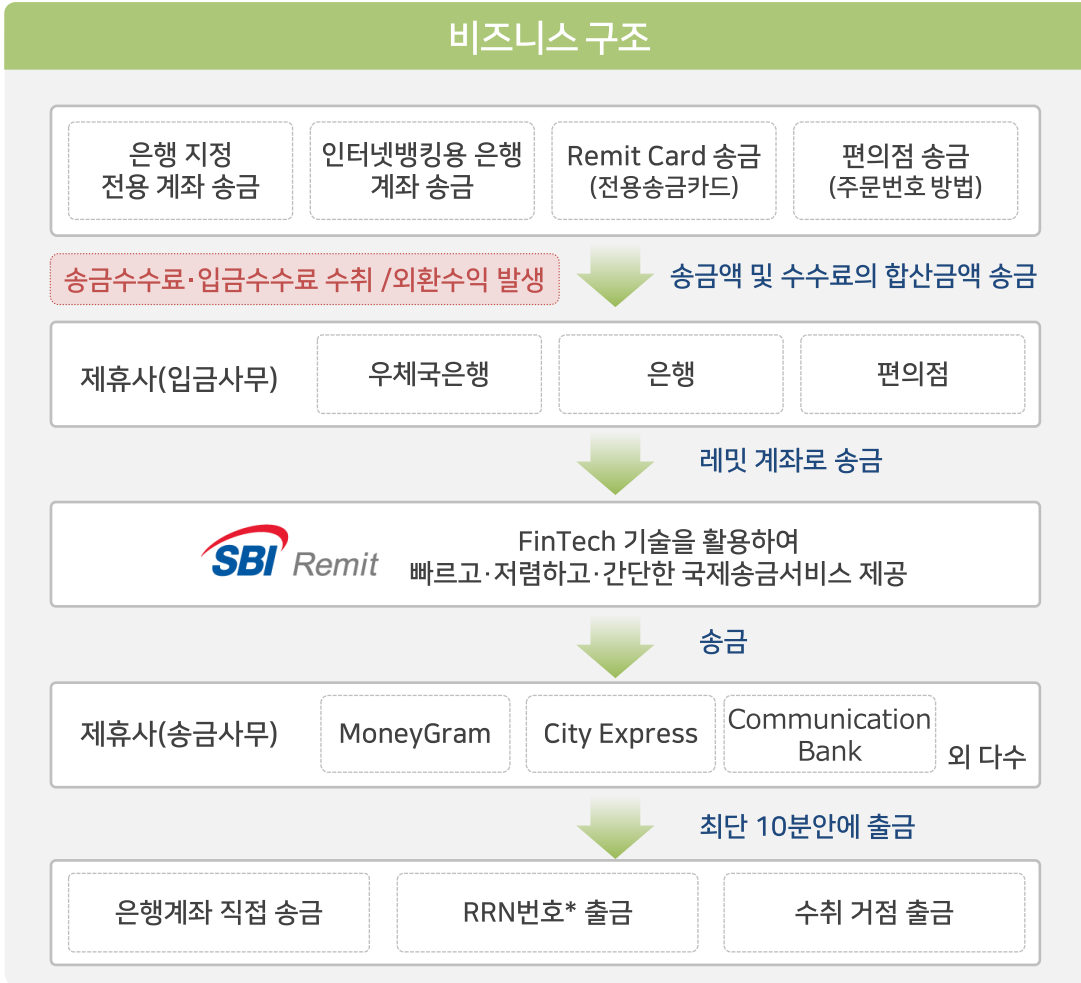 비즈니스 구조
은행 지정
전용 계좌 송금
인터넷뱅킹용 은행
계좌 송금
Remit Card 송금
(전용송금카드)
편의점 송금
(주문번호 방법)
송금수수료·입금수수료 수취 /외환수익 발생
송금액 및 수수료의 합산금액 송금
제휴사(입금사무)
우체국은행
은행
편의점
레밋 계좌로 송금
SBI Remit
FinTech 기술을 활용하여
빠르고·저렴하고·간단한 국제송금서비스 제공
송금
제휴사(송금사무)
MoneyGram
City Express
Communication
Bank
외 다수
최단 10분안에 출금
은행계좌 직접 송금
RRN번호* 출금
수취 거점 출금